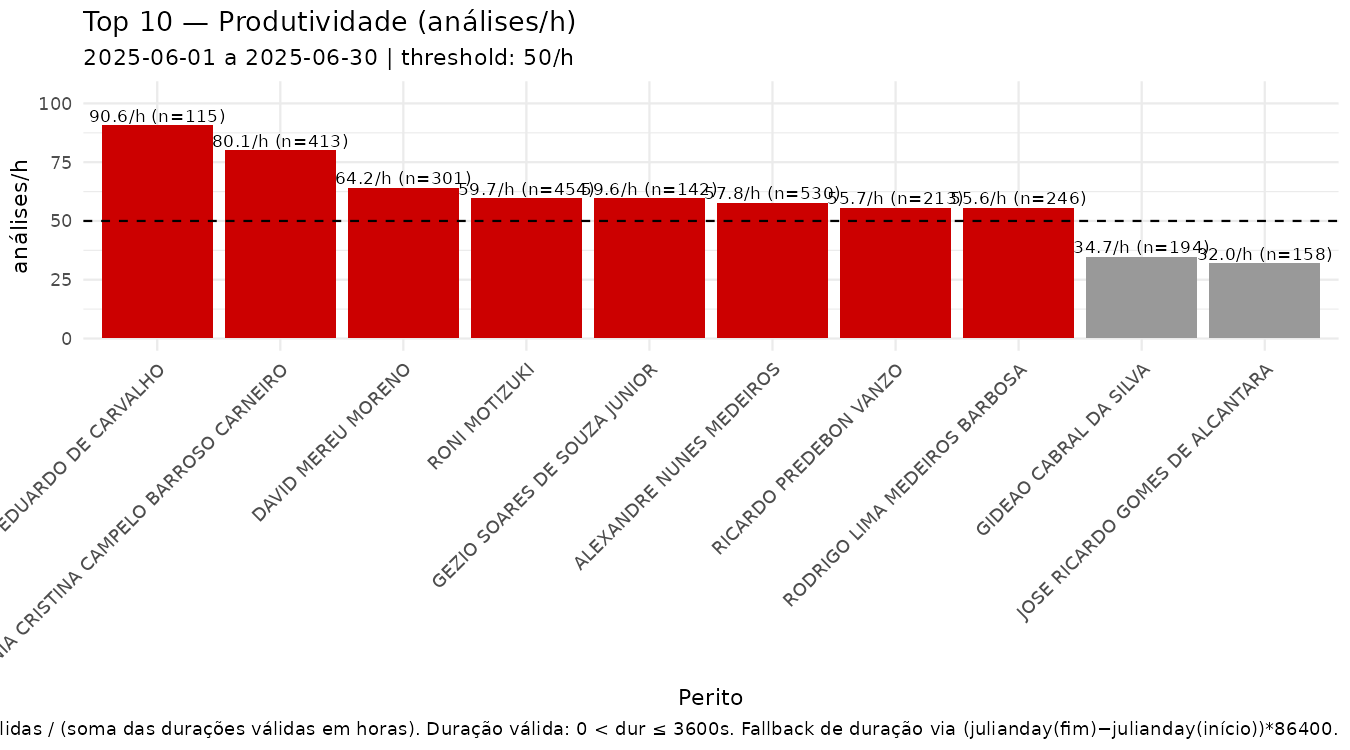 Top 10 — Produtividade (análises/h)
2025-06-01 a 2025-06-30 | threshold: 50/h
análises/h
100
75
50
25
0
90.6/h (n=115)
80.1/h (n=413)
64.2/h (n=301)
59.7/h (n=454)
59.6/h (n=142)
57.8/h (n=530)
55.7/h (n=213)
55.6/h (n=246)
34.7/h (n=194)
32.0/h (n=158)
EDUARDO DE CARVALHO
CRISTINA CAMPELO BARROSO CARNEIRO
DAVID MEREU MORENO
RONI MOTIZUKI
GEZIO SOARES DE SOUZA JUNIOR
ALEXANDRE NUNES MEDEIROS
RICARDO PREDEBON VANZO
RODRIGO LIMA MEDEIROS BARBOSA
GIDEAO CABRAL DA SILVA
JOSE RICARDO GOMES DE ALCANTARA
Perito
lidas / (soma das durações válidas em horas). Duração válida: 0 < dur ≤ 3600s. Fallback de duração via (julianday(fim)−julianday(início))*86400.